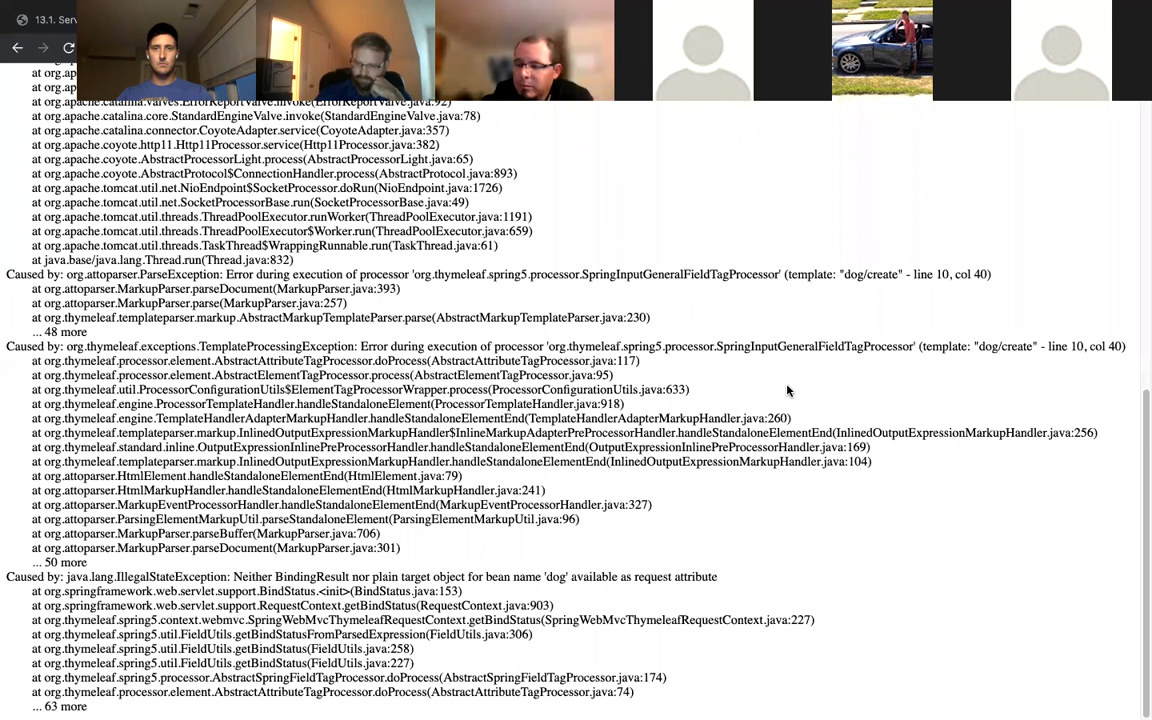 13.1. Serv
at org.ap
at org.ap
at org.apache.catalina.valves.ErrorReportValve.invoke(ErrorReportValve.java:92)
at org.apache.catalina.core.StandardEngineValve.invoke(StandardEngineValve.java:78)
at org.apache.catalina.connector.CoyoteAdapter.service(CoyoteAdapter.java:357)
at org.apache.coyote.http11.Http11Processor.service(Http11Processor.java:382)
at org.apache.coyote.AbstractProcessorLight.process(AbstractProcessorLight.java:65)
at org.apache.coyote.AbstractProtocol$ConnectionHandler.process(AbstractProtocol.java:893)
at org.apache.tomcat.util.net.NioEndpoint$SocketProcessor.doRun(NioEndpoint.java:1726)
at org.apache.tomcat.util.net.SocketProcessorBase.run(SocketProcessorBase.java:49)
at org.apache.tomcat.util.threads.ThreadPoolExecutor.runWorker(ThreadPoolExecutor.java:1191)
at org.apache.tomcat.util.threads.ThreadPoolExecutor$Worker.run(ThreadPoolExecutor.java:659)
at org.apache.tomcat.util.threads.TaskThread$WrappingRunnable.run(TaskThread.java:61)
at java.base/java.lang.Thread.run(Thread.java:832)
Caused by: org.attoparser.ParseException: Error during execution of processor 'org.thymeleaf.spring5.processor.SpringInputGeneralFieldTagProcessor' (template: "dog/create" - line 10, col 40)
at org.attoparser.MarkupParser.parseDocument(MarkupParser.java:393)
at org.attoparser.MarkupParser.parse(MarkupParser.java:257)
at org.thymeleaf.templateparser.markup.AbstractMarkupTemplateParser.parse(AbstractMarkupTemplateParser.java:230)
... 48 more
Caused by: org.thymeleaf.exceptions.TemplateProcessingException: Error during execution of processor 'org.thymeleaf.spring5.processor.SpringInputGeneralFieldTagProcessor' (template: "dog/create" - line 10, col 40)
at org.thymeleaf.processor.element.AbstractAttributeTagProcessor.doProcess(AbstractAttributeTagProcessor.java:117)
at org.thymeleaf.processor.element.AbstractElementTagProcessor.process(AbstractElementTagProcessor.java:95)
at org.thymeleaf.util.ProcessorConfigurationUtils$ElementTagProcessorWrapper.process(ProcessorConfigurationUtils.java:633)
at org.thymeleaf.engine.ProcessorTemplateHandler.handleStandaloneElement(ProcessorTemplateHandler.java:918)
at org.thymeleaf.engine.TemplateHandlerAdapterMarkupHandler.handleStandaloneElementEnd(TemplateHandlerAdapterMarkupHandler.java:260)
at org.thymeleaf.templateparser.markup.InlinedOutputExpressionMarkupHandler$InlineMarkupAdapterPreProcessorHandler.handleStandaloneElementEnd(InlinedOutputExpressionMarkupHandler.java:256)
at org.thymeleaf.standard.inline.OutputExpressionInlinePreProcessorHandler.handleStandaloneElementEnd(OutputExpressionInlinePreProcessorHandler.java:169)
at org.thymeleaf.templateparser.markup.InlinedOutputExpressionMarkupHandler.handleStandaloneElementEnd(InlinedOutputExpressionMarkupHandler.java:104)
at org.attoparser.HtmlElement.handleStandaloneElementEnd(HtmlElement.java:79)
at org.attoparser.HtmlMarkupHandler.handleStandaloneElementEnd(HtmlMarkupHandler.java:241)
at org.attoparser.MarkupEventProcessorHandler.handleStandaloneElementEnd(MarkupEventProcessorHandler.java:327)
at org.attoparser.ParsingElementMarkupUtil.parseStandaloneElement(ParsingElementMarkupUtil.java:96)
at org.attoparser.MarkupParser.parseBuffer(MarkupParser.java:706)
at org.attoparser.MarkupParser.parseDocument(MarkupParser.java:301)
... 50 more
Caused by: java.lang.IllegalStateException: Neither BindingResult nor plain target object for bean name 'dog' available as request attribute
at org.springframework.web.servlet.support.BindStatus.<init>(BindStatus.java:153)
at org.springframework.web.servlet.support.RequestContext.getBindStatus(RequestContext.java:903)
at org.thymeleaf.spring5.context.webmvc.SpringWebMvcThymeleafRequestContext.getBindStatus(SpringWebMvcThymeleafRequestContext.java:227)
at org.thymeleaf.spring5.util.FieldUtils.getBindStatusFromParsedExpression(FieldUtils.java:306)
at org.thymeleaf.spring5.util.FieldUtils.getBindStatus(FieldUtils.java:258)
at org.thymeleaf.spring5.util.FieldUtils.getBindStatus(FieldUtils.java:227)
at org.thymeleaf.spring5.processor.AbstractSpringFieldTagProcessor.doProcess(AbstractSpringFieldTagProcessor.java:174)
at org.thymeleaf.processor.element.AbstractAttributeTagProcessor.doProcess(AbstractAttributeTagProcessor.java:74)
... 63 more